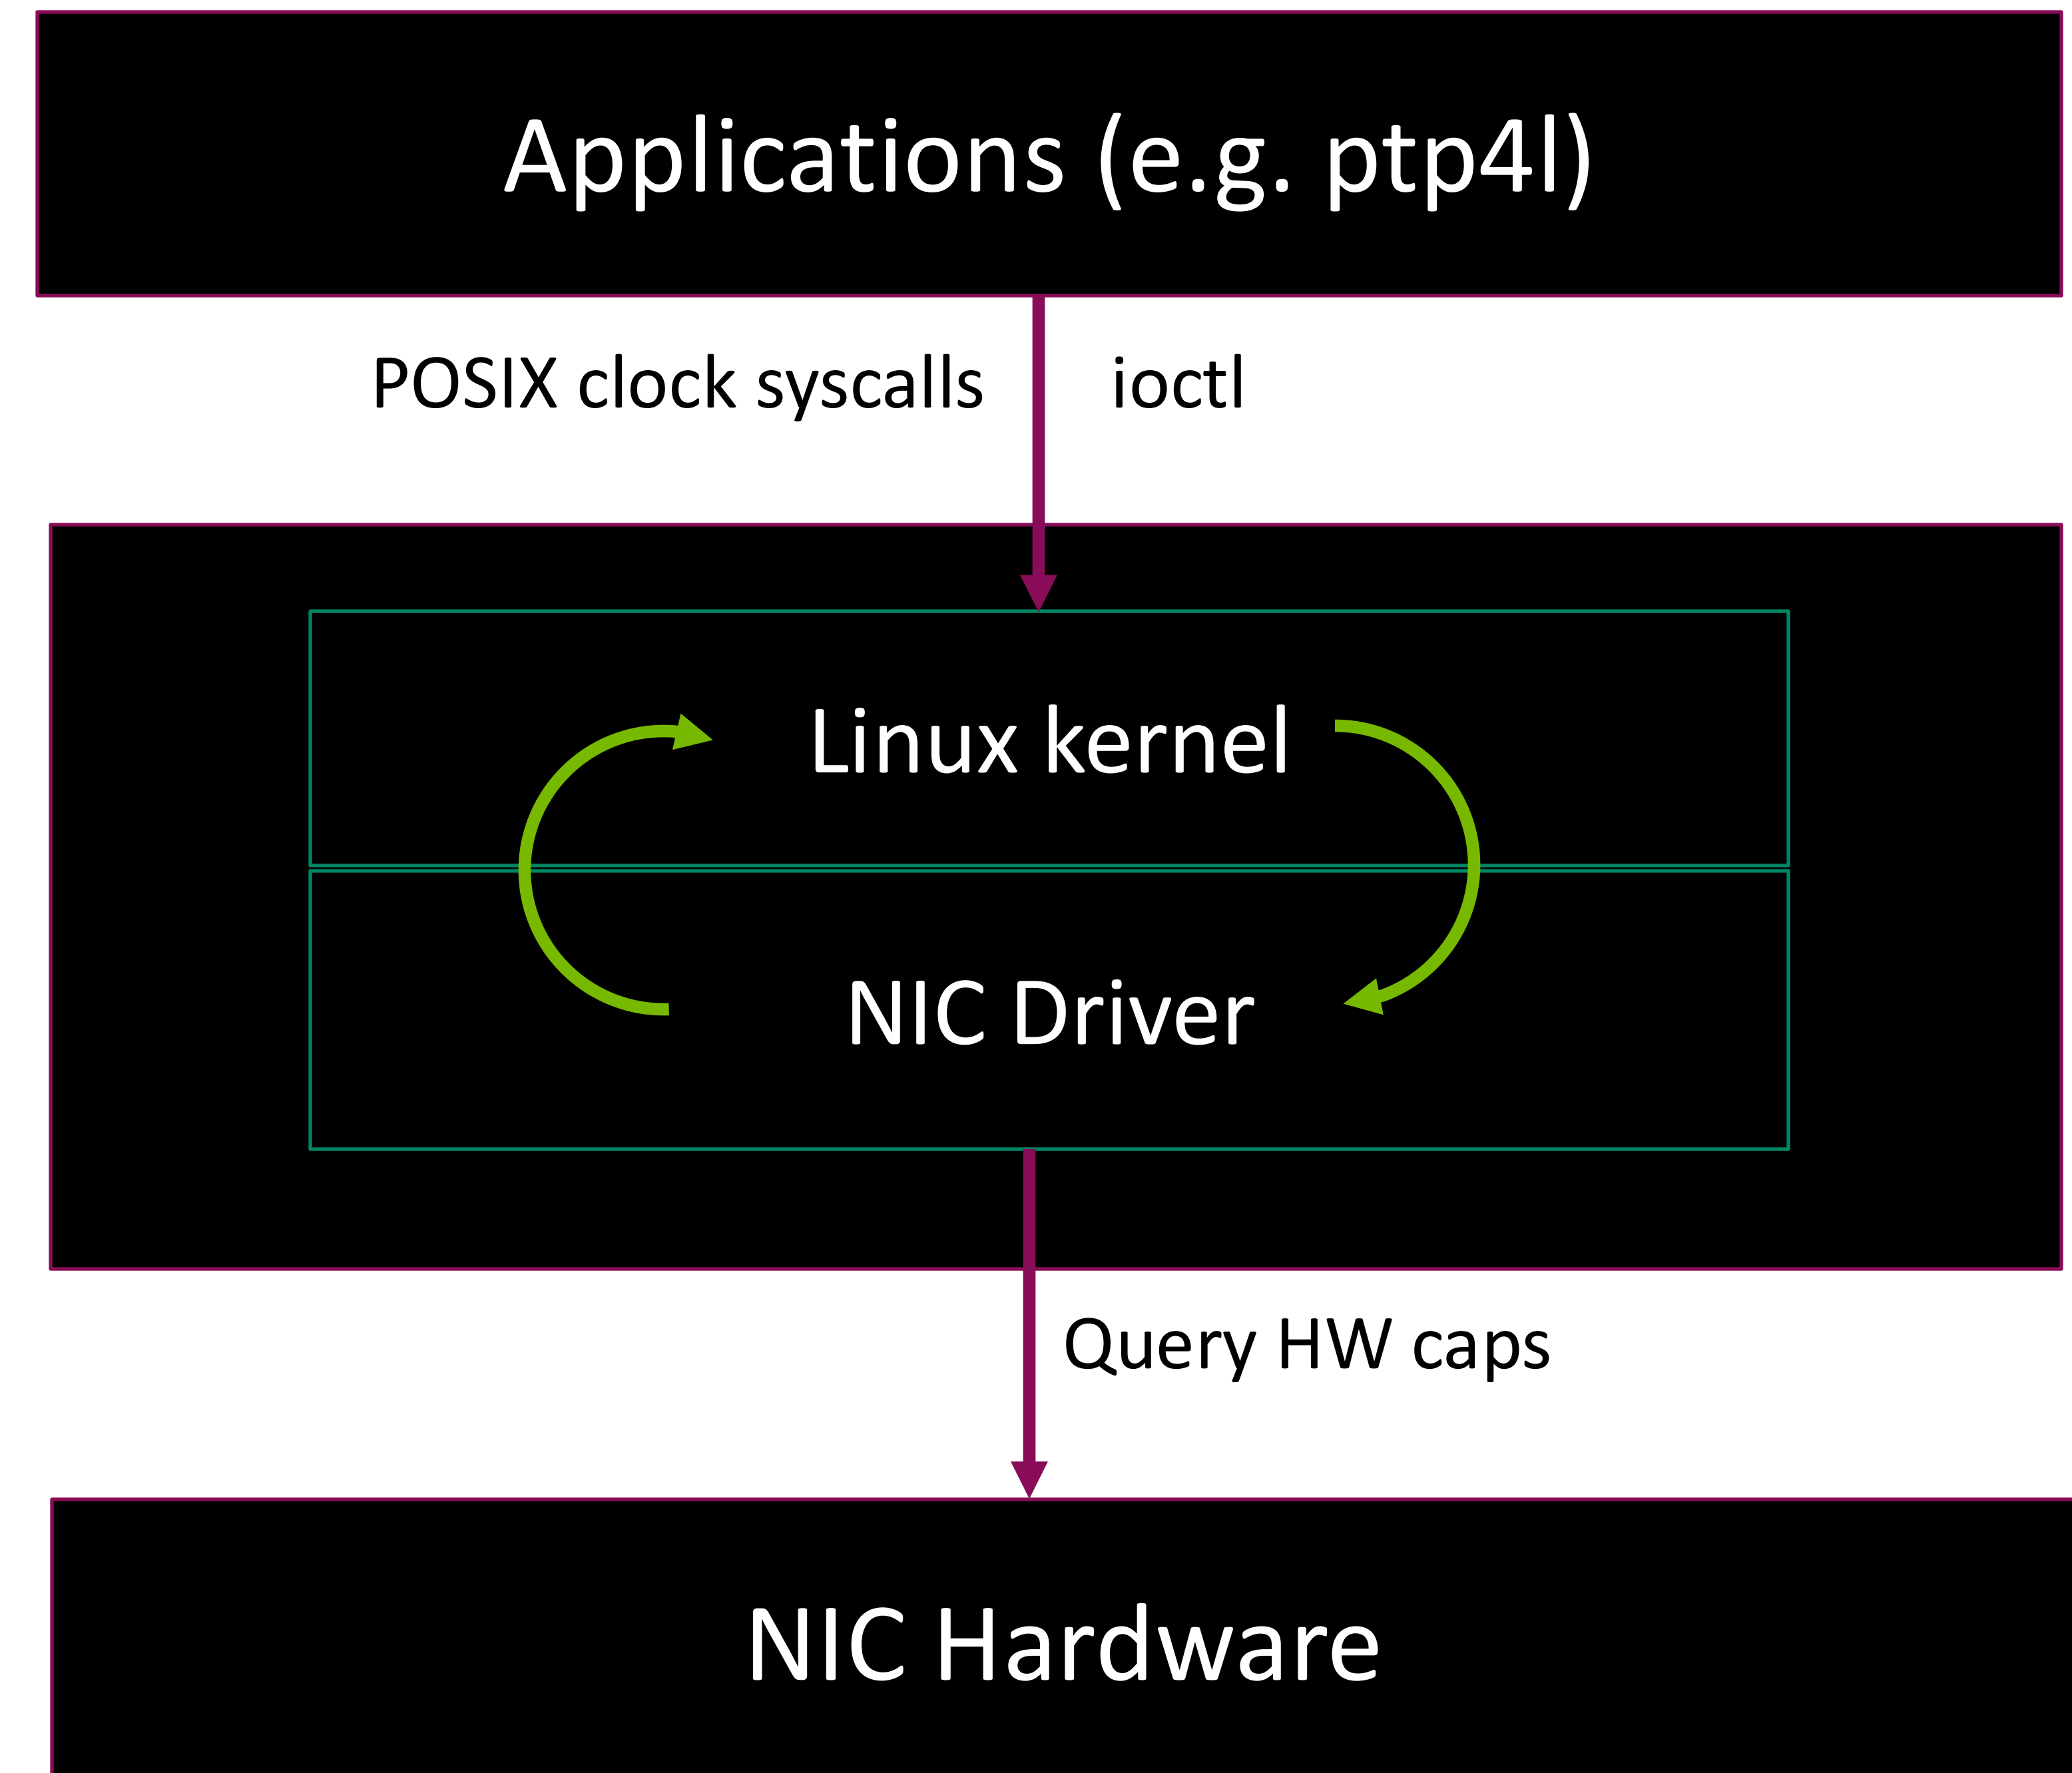 Applications (e.g. ptp4l)
POSIX clock syscalls
ioctl
Linux kernel
NIC Driver
Query HW caps
NIC Hardware